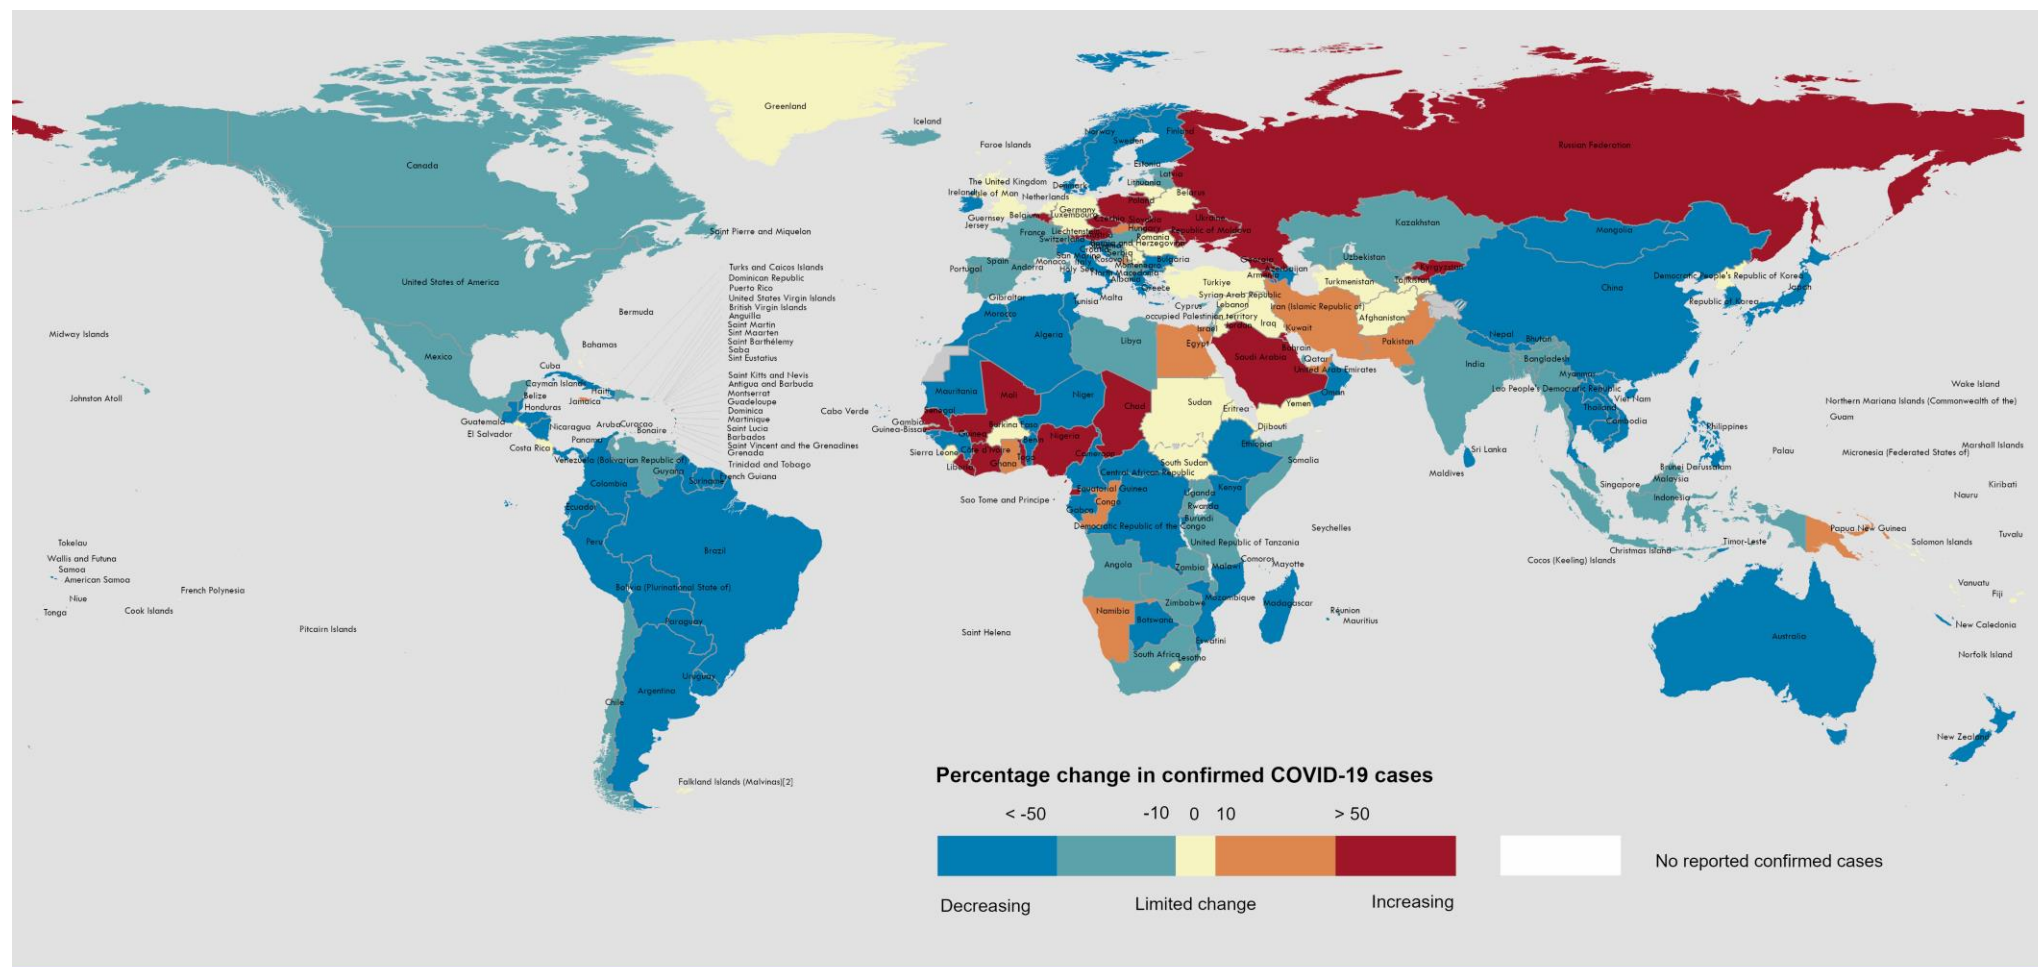 Greenland
Iceland
Canada
Faroe Islands
Norway
Sweden
Finland
Russian Federation
Estonia
Latvia
Lithuania
The United Kingdom
Denmark
Ireland
Isle of Man
Netherlands
Belarus
Poland
Germany
Guernsey
Jersey
Luxembourg
Ukraine
Kazakhstan
Saint Pierre and Miquelon
France
Liechtenstein
Hungary
Republic of Moldova
Mongolia
Switzerland
Romania
Uzbekistan
Serbia
San Marino
Monaco
Spain
Andorra
Portugal
Holy See
Bulgaria
Georgia
Azerbaijan
Armenia
Kyrgyzstan
Tajikistan
Turks and Caicos Islands
Dominican Republic
Puerto Rico
United States Virgin Islands
British Virgin Islands
Anguilla
Saint Martin
Sint Maarten
Saint Barthélemy
Saba
Sint Eustatius
United States of America
Albania
Greece
Türkiye
Turkmenistan
Democratic People's Republic of Korea
China
Japan
Republic of Korea
Gibraltar
Tunisia
Malta
Syrian Arab Republic
Cyprus
Lebanon
Iran (Islamic Republic of)
Bermuda
Morocco
occupied Palestinian territory
Afghanistan
Israel
Jordan
Iraq
Kuwait
Midway Islands
Bahamas
Algeria
Libya
Egypt
Pakistan
Nepal
Bhutan
Mexico
Bahrain
Saudi Arabia
Qatar
United Arab Emirates
India
Bangladesh
Cuba
Cayman Islands
Haiti
Saint Kitts and Nevis
Antigua and Barbuda
Montserrat
Guadeloupe
Dominica
Martinique
Saint Lucia
Barbados
Saint Vincent and the Grenadines
Grenada
Trinidad and Tobago
Myanmar
Lao People's Democratic Republic
Wake Island
Johnston Atoll
Belize
Jamaica
Honduras
Mauritania
Mali
Niger
Chad
Sudan
Eritrea
Yemen
Oman
Viet Nam
Thailand
Cambodia
Northern Mariana Islands (Commonwealth of the)
Guam
Guatemala
El Salvador
Nicaragua
Aruba
Curacao
Bonaire
Cabo Verde
Senegal
Gambia
Guinea-Bissau
Burkina Faso
Djibouti
Philippines
Costa Rica
Panama
Guinea
Benin
Nigeria
Ethiopia
Sri Lanka
Marshall Islands
Palau
Micronesia (Federated States of)
Venezuela (Bolivarian Republic of)
Guyana
Suriname
French Guiana
Colombia
Sierra Leone
Liberia
Cote d'Ivoire
Ghana
Togo
Cameroon
South Sudan
Central African Republic
Somalia
Maldives
Brunei Darussalam
Malaysia
Singapore
Indonesia
Kiribati
Nauru
Sao Tome and Principe
Equatorial Guinea
Congo
Gabon
Uganda
Kenya
Rwanda
Burundi
Ecuador
Democratic Republic of the Congo
Seychelles
Papua New Guinea
Solomon Islands
Tuvalu
Tokelau
Wallis and Futuna
Samoa
American Samoa
Peru
Brazil
United Republic of Tanzania
Timor-Leste
Christmas Island
Cocos (Keeling) Islands
Angola
Zambia
Malawi
Comoros
Mayotte
Vanuatu
Fiji
French Polynesia
Niue
Tonga
Cook Islands
Bolivia (Plurinational State of)
Namibia
Zimbabwe
Mozambique
Madagascar
Réunion
Mauritius
Pitcairn Islands
Paraguay
Saint Helena
Botswana
New Caledonia
Australia
Eswatini
South Africa
Lesotho
Norfolk Island
Uruguay
Argentina
Chile
New Zealand
Falkland Islands (Malvinas)[2]
Percentage change in confirmed COVID-19 cases
< -50 -10 0 10 > 50
No reported confirmed cases
Decreasing Limited change Increasing